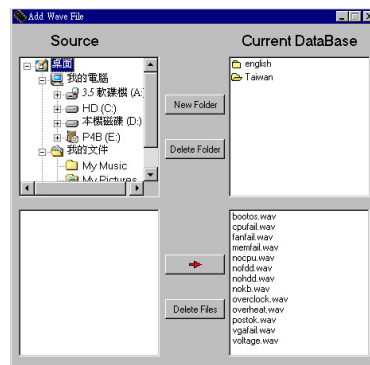 Add Wave File
Source
Current DataBase
桌面
我的電腦
3.5 軟碟機 (A:
HD (C:)
本機磁碟 (D:)
P4B (E:)
我的文件
My Music
My Pictures
New Folder
Delete Folder
english
Taiwan
Delete Files
bootos.wav
cpufail.wav
fanfail.wav
memfail.wav
nocpu.wav
nofdd.wav
nohdd.wav
nokb.wav
overclock.wav
overheat.wav
postok.wav
vgafail.wav
voltage.wav